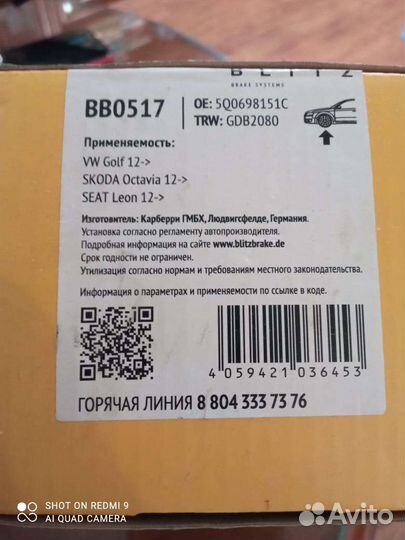 BLITZ
BRAKE SYSTEMS
BB0517
OE: 5Q0698151C
TRW: GDB2080
Применяемость:
VW Golf 12->
SKODA Octavia 12->
SEAT Leon 12->
Изготовитель: Карберри ГМБХ, Людвигсфелде, Германия.
Установка согласно регламенту автопроизводителя.
Подробная информация на сайте www.blitzbrake.de
Срок годности не ограничен.
Утилизация согласно нормам и требованиям местного законодательства.
Информация о параметрах и применяемости по ссылке в коде.
4 059421 036453
ГОРЯЧАЯ ЛИНИЯ 8 804 333 73 76
SHOT ON REDMI 9
AI QUAD CAMERA
Avito